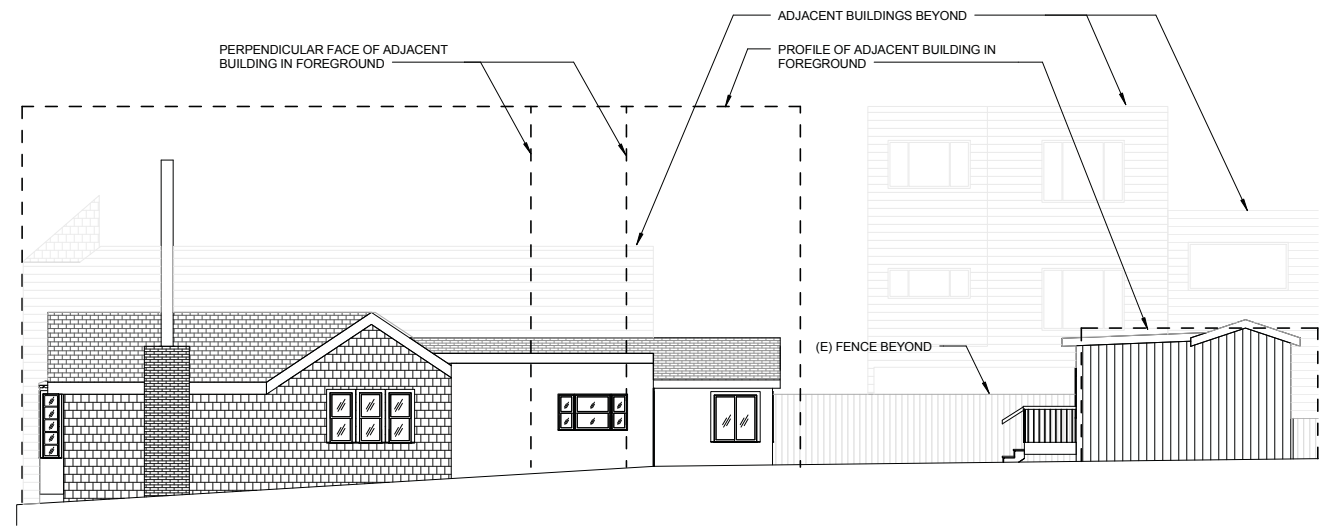 ADJACENT BUILDINGS BEYOND
PERPENDICULAR FACE OF ADJACENT
BUILDING IN FOREGROUND
PROFILE OF ADJACENT BUILDING IN
FOREGROUND
(E) FENCE BEYOND